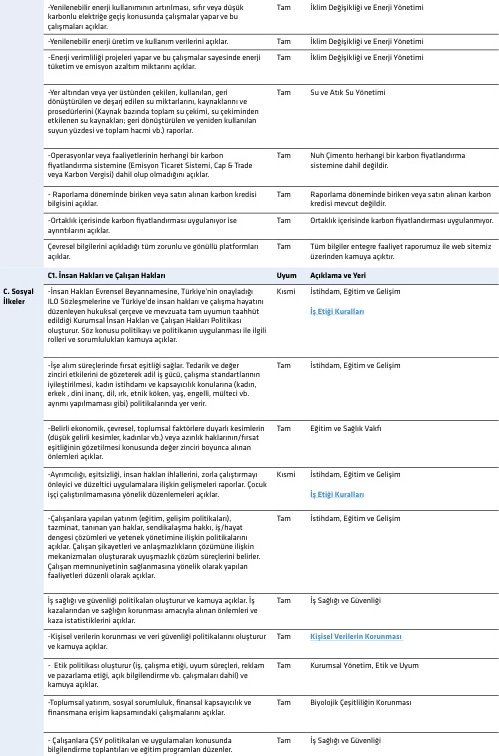 -Yenilenebilir enerji kullanımının artırılması, sıfır veya düşük karbonlu elektriğe geçiş konusunda çalışmalar yapar ve bu çalışmaları açıklar. Tam İklim Değişikliği ve Enerji Yönetimi
-Yenilenebilir enerji üretim ve kullanım verilerini açıklar. Tam İklim Değişikliği ve Enerji Yönetimi
-Enerji verimliliği projeleri yapar ve bu çalışmalar sayesinde enerji tüketim ve emisyon azaltım miktarını açıklar. Tam İklim Değişikliği ve Enerji Yönetimi
-Yer altından veya yer üstünden çekilen, kullanılan, geri dönüştürülen ve deşarj edilen su miktarlarını, kaynaklarını ve prosedürlerini (Kaynak bazında toplam su çekimi, su çekiminden etkilenen su kaynakları; geri dönüştürülen ve yeniden kullanılan suyun yüzdesi ve toplam hacmi vb.) raporlar. Tam Su ve Atık Su Yönetimi
-Operasyonlar veya faaliyetlerinin herhangi bir karbon fiyatlandırma sistemine (Emisyon Ticaret Sistemi, Cap & Trade veya Karbon Vergisi) dahil olup olmadığını açıklar. Tam Nuh Çimento herhangi bir karbon fiyatlandırma sistemine dahil değildir.
- Raporlama döneminde biriken veya satın alınan karbon kredisi bilgisini açıklar. Tam Raporlama döneminde biriken veya satın alınan karbon kredisi mevcut değildir.
-Ortaklık içerisinde karbon fiyatlandırması uygulanıyor ise ayrıntılarını açıklar. Tam Ortaklık içerisinde karbon fiyatlandırması uygulanmıyor.
Çevresel bilgilerini açıkladığı tüm zorunlu ve gönüllü platformları açıklar. Tam Tüm bilgiler entegre faaliyet raporumuz ile web sitemiz üzerinden kamuya açıktır.
C1. İnsan Hakları ve Çalışan Hakları Uyum Açıklama ve Yeri
C. Sosyal İlkeler
-İnsan Hakları Evrensel Beyannamesine, Türkiye'nin onayladığı ILO Sözleşmelerine ve Türkiye'de insan hakları ve çalışma hayatını düzenleyen hukuksal çerçeve ve mevzuata tam uyumun taahhüt edildiği Kurumsal İnsan Hakları ve Çalışan Hakları Politikası oluşturur. Söz konusu politikayı ve politikanın uygulanması ile ilgili rolleri ve sorumlulukları kamuya açıklar. Kısmi İstihdam, Eğitim ve Gelişim
İş Etiği Kuralları
-İşe alım süreçlerinde fırsat eşitliği sağlar. Tedarik ve değer zinciri etkilerini de gözeterek adil iş gücü, çalışma standartlarının iyileştirilmesi, kadın istihdamı ve kapsayıcılık konularına (kadın, erkek , dini inanç, dil, ırk, etnik köken, yaş, engelli, mülteci vb. ayrımı yapılmaması gibi) politikalarında yer verir. Tam İstihdam, Eğitim ve Gelişim
-Belirli ekonomik, çevresel, toplumsal faktörlere duyarlı kesimlerin (düşük gelirli kesimler, kadınlar vb.) veya azınlık haklarının/fırsat eşitliğinin gözetilmesi konusunda değer zinciri boyunca alınan önlemleri açıklar. Tam Eğitim ve Sağlık Vakfı
-Ayrımcılığı, eşitsizliği, insan hakları ihlallerini, zorla çalıştırmayı önleyici ve düzeltici uygulamalara ilişkin gelişmeleri raporlar. Çocuk işçi çalıştırılmamasına yönelik düzenlemeleri açıklar. Kısmi İstihdam, Eğitim ve Gelişim
İş Etiği Kuralları
-Çalışanlara yapılan yatırım (eğitim, gelişim politikaları), tazminat, tanınan yan haklar, sendikalaşma hakkı, iş/hayat dengesi çözümleri ve yetenek yönetimine ilişkin politikalarını açıklar. Çalışan şikayetleri ve anlaşmazlıkların çözümüne ilişkin mekanizmaları oluşturarak uyuşmazlık çözüm süreçlerini belirler. Çalışan memnuniyetinin sağlanmasına yönelik olarak yapılan faaliyetleri düzenli olarak açıklar. Tam İstihdam, Eğitim ve Gelişim
İş sağlığı ve güvenliği politikaları oluşturur ve kamuya açıklar. İş kazalarından ve sağlığın korunması amacıyla alınan önlemleri ve kaza istatistiklerini açıklar. Tam İş Sağlığı ve Güvenliği
-Kişisel verilerin korunması ve veri güvenliği politikalarını oluşturur ve kamuya açıklar. Tam Kişisel Verilerin Korunması
- Etik politikası oluşturur (iş, çalışma etiği, uyum süreçleri, reklam ve pazarlama etiği, açık bilgilendirme vb. çalışmaları dahil) ve kamuya açıklar. Tam Kurumsal Yönetim, Etik ve Uyum
-Toplumsal yatırım, sosyal sorumluluk, finansal kapsayıcılık ve finansmana erişim kapsamındaki çalışmalarını açıklar. Tam Biyolojik Çeşitliliğin Korunması
- Çalışanlara ÇSY politikaları ve uygulamaları konusunda bilgilendirme toplantıları ve eğitim programları düzenler. Tam İş Sağlığı ve Güvenliği